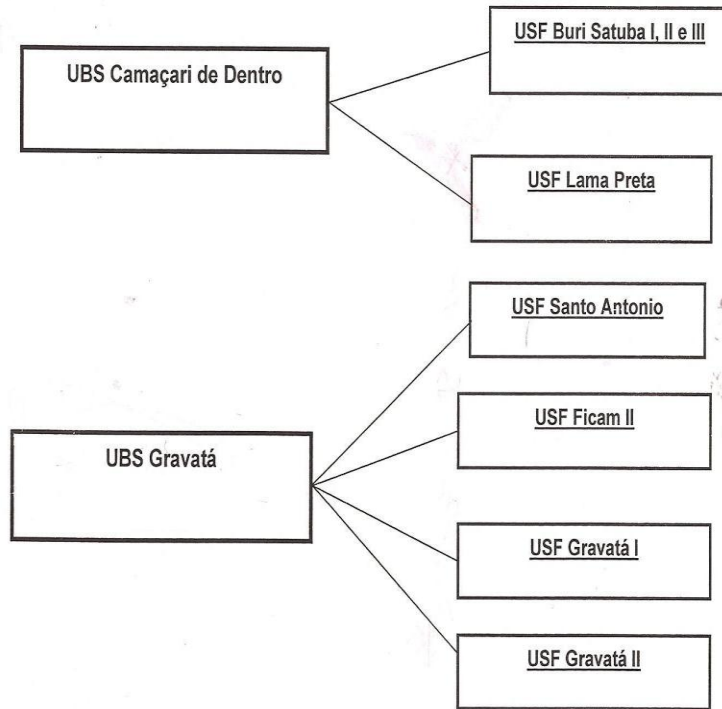 UBS Camaçari de Dentro
USF Buri Satuba I, II e III
USF Lama Preta
UBS Gravatá
USF Santo Antonio
USF Ficam II
USF Gravatá I
USF Gravatá II